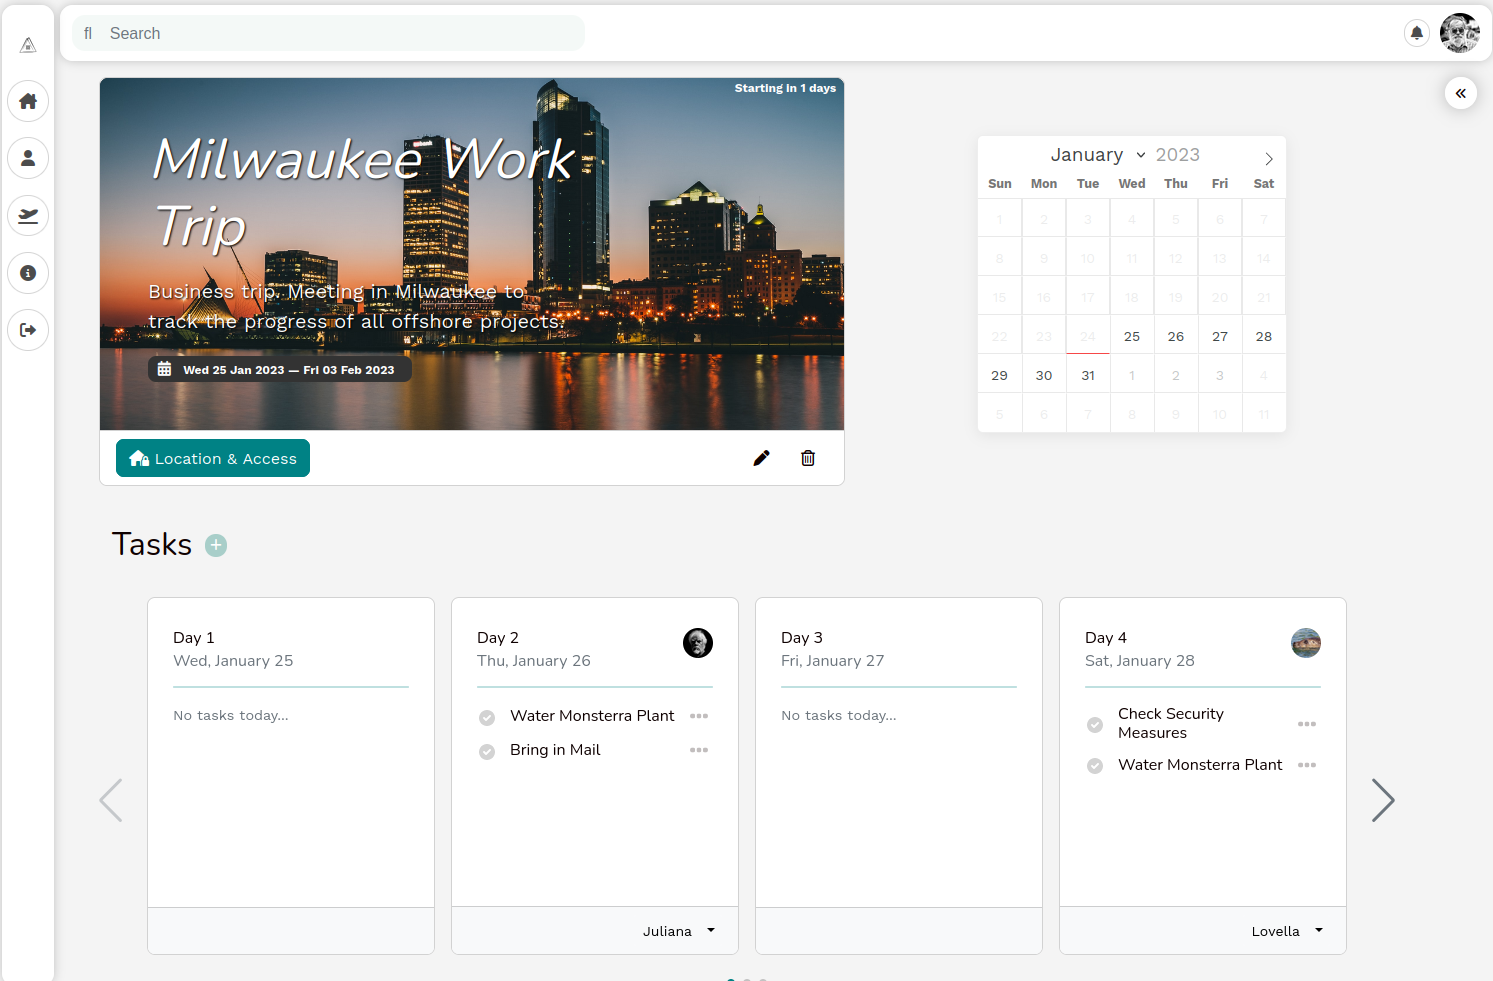 fl Search
Starting in 1 days
Milwaukee Work
Trip
Business trip. Meeting in Milwaukee to
track the progress of all offshore projects.
Wed 25 Jan 2023 — Fri 03 Feb 2023
Location & Access
January 2023
Sun Mon Tue Wed Thu Fri Sat
1 2 3 4 5 6 7
8 9 10 11 12 13 14
15 16 17 18 19 20 21
22 23 24 25 26 27 28
29 30 31 1 2 3 4
5 6 7 8 9 10 11
Tasks
Day 1
Wed, January 25
No tasks today...
Day 2
Thu, January 26
Water Monsterra Plant
Bring in Mail
Juliana
Day 3
Fri, January 27
No tasks today...
Day 4
Sat, January 28
Check Security
Measures
Water Monsterra Plant
Lovella